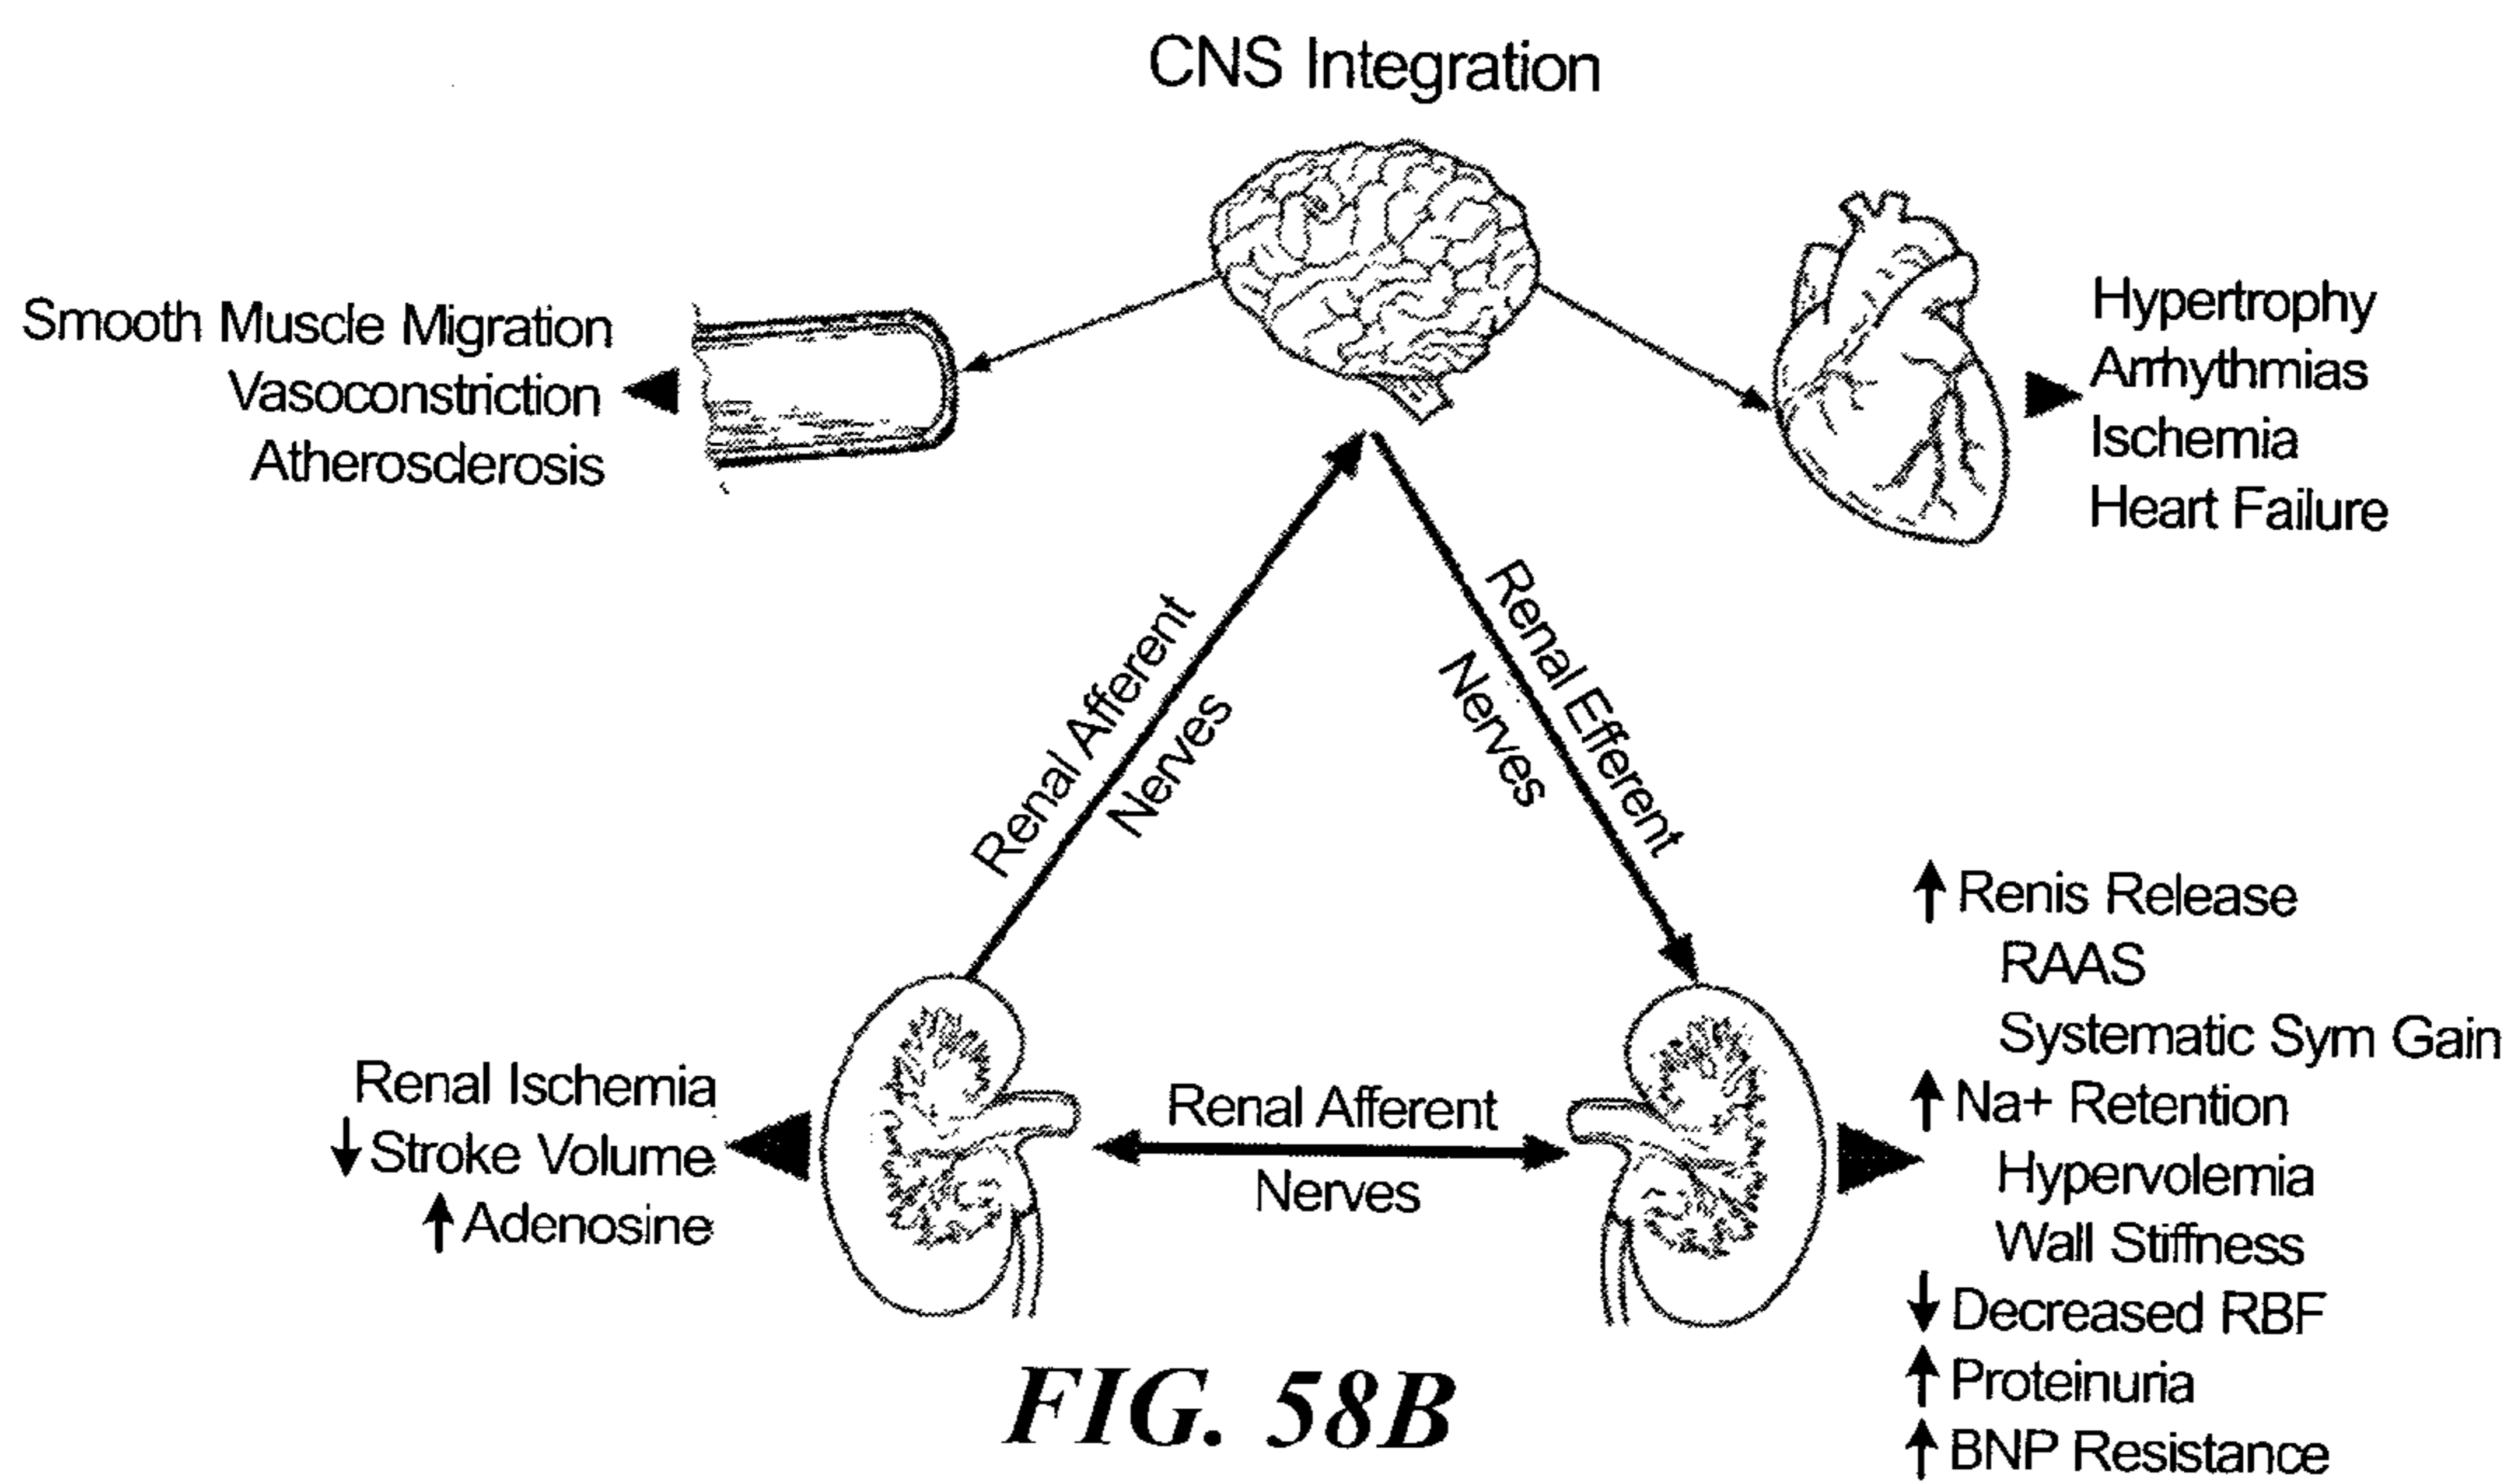 CNS Integration
Smooth Muscle Migration
Vasoconstriction
Atherosclerosis
Hypertrophy
Arrhythmias
Ischemia
Heart Failure
Renal Afferent
Nerves
Renal Efferent
Nerves
Renal Ischemia
↓ Stroke Volume
↑ Adenosine
Renal Afferent
Nerves
↑ Renis Release
RAAS
Systematic Sym Gain
↑ Na+ Retention
Hypervolemia
Wall Stiffness
↓ Decreased RBF
↑ Proteinuria
↑ BNP Resistance
FIG. 58B